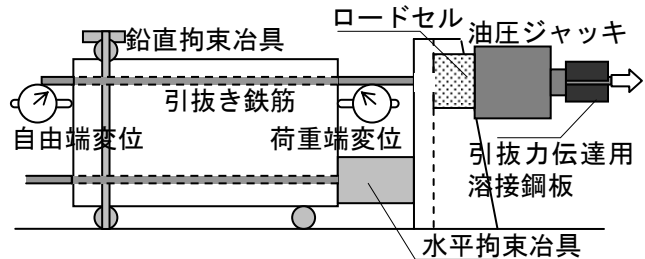 ロードセル
油圧ジャッキ
鉛直拘束冶具
引抜き鉄筋
自由端変位
荷重端変位
引抜力伝達用
溶接鋼板
水平拘束冶具